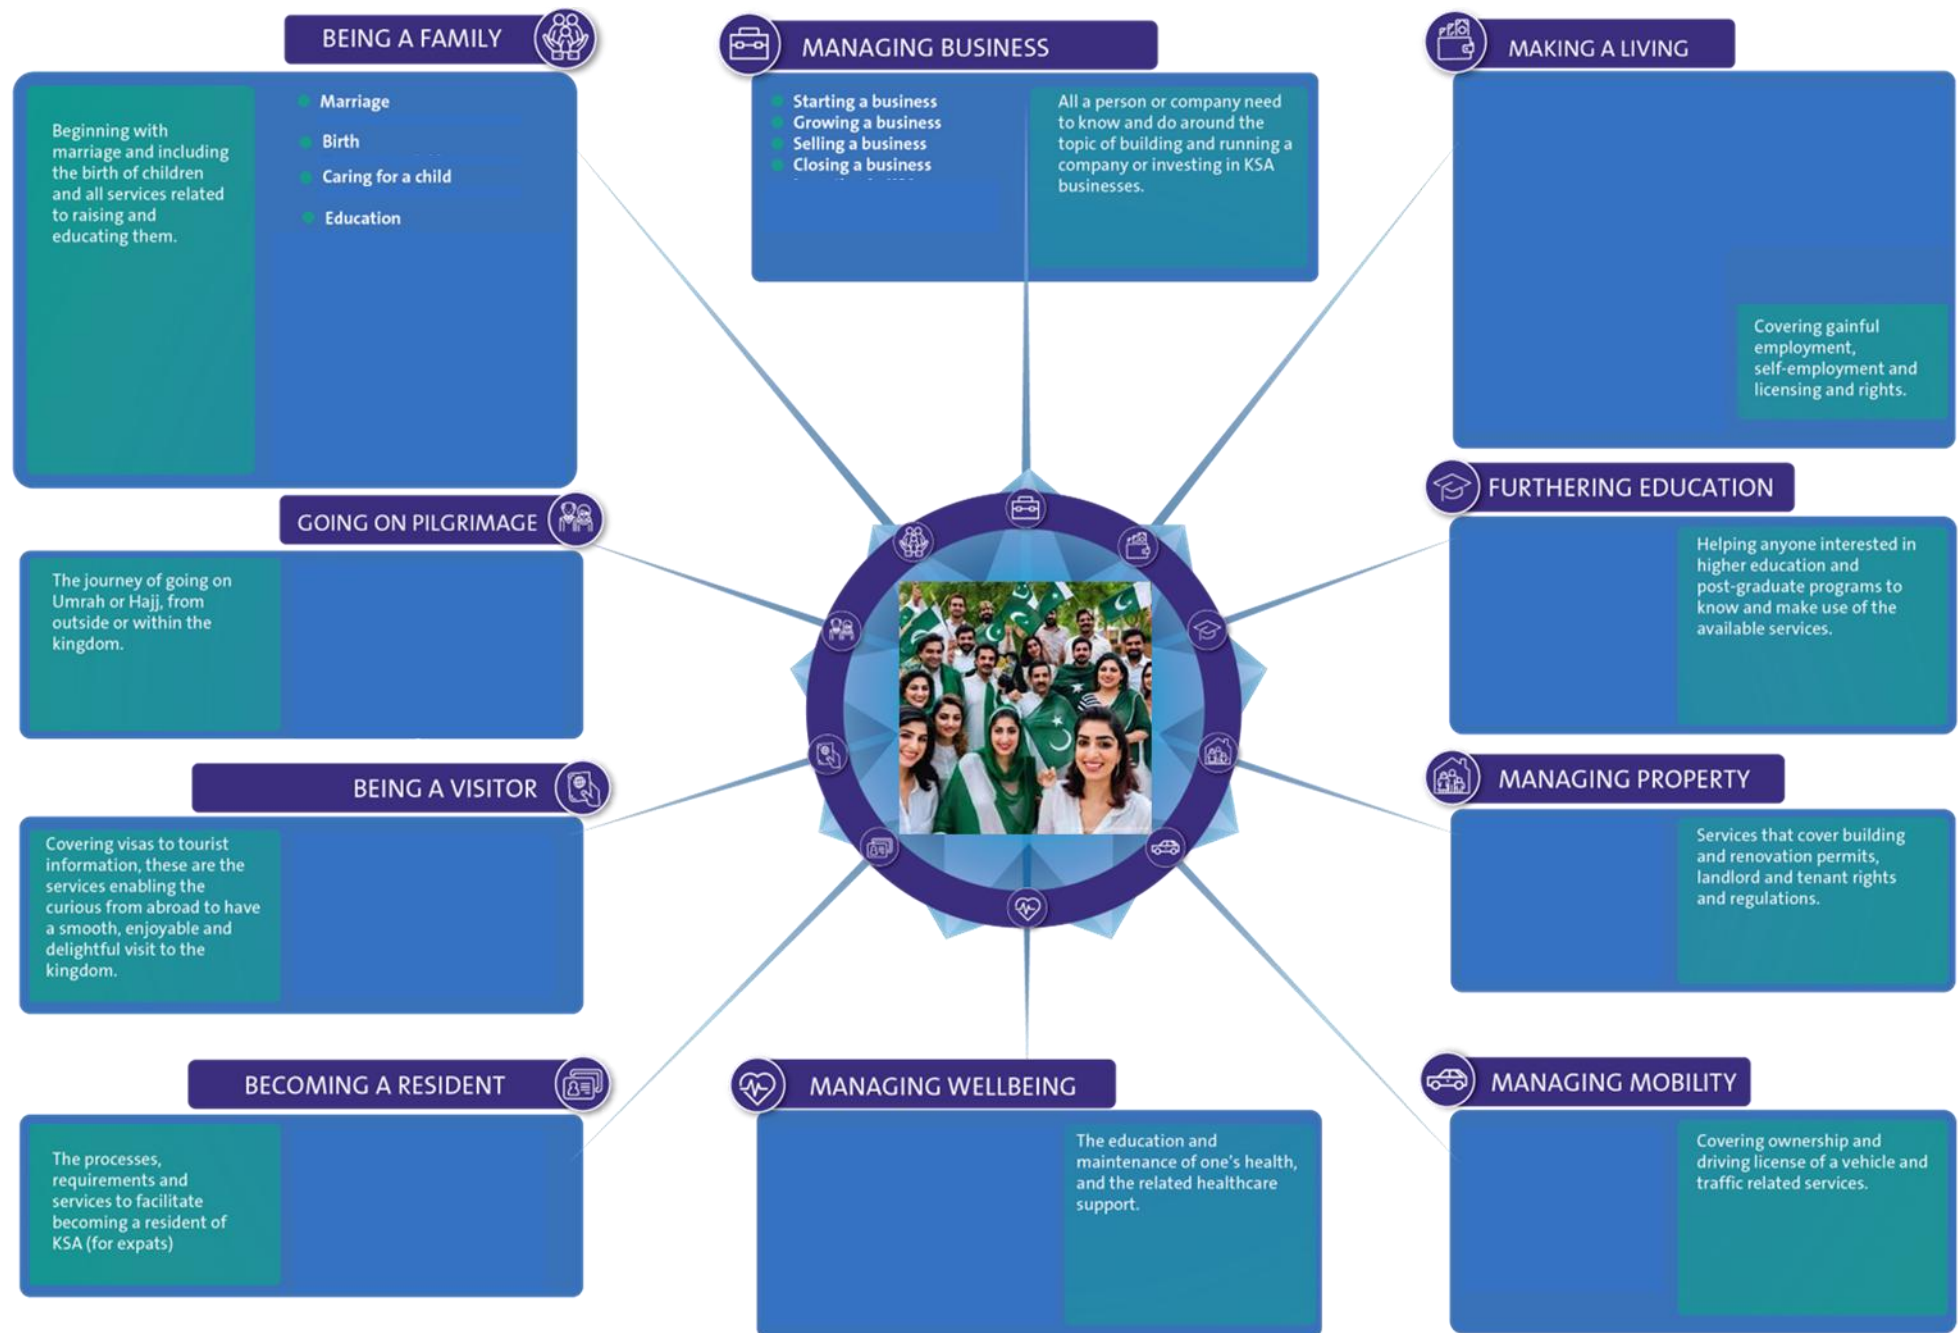 BEING A FAMILY
Beginning with
marriage and including
the birth of children
and all services related
to raising and
educating them.
Marriage
Birth
Caring for a child
Education
MANAGING BUSINESS
Starting a business
Growing a business
Selling a business
Closing a business
All a person or company need
to know and do around the
topic of building and running a
company or investing in KSA
businesses.
MAKING A LIVING
Covering gainful
employment,
self-employment and
licensing and rights.
GOING ON PILGRIMAGE
The journey of going on
Umrah or Hajj, from
outside or within the
kingdom.
FURTHERING EDUCATION
Helping anyone interested in
higher education and
post-graduate programs to
know and make use of the
available services.
BEING A VISITOR
Covering visas to tourist
information, these are the
services enabling the
curious from abroad to have
a smooth, enjoyable and
delightful visit to the
kingdom.
MANAGING PROPERTY
Services that cover building
and renovation permits,
landlord and tenant rights
and regulations.
BECOMING A RESIDENT
The processes,
requirements and
services to facilitate
becoming a resident of
KSA (for expats)
MANAGING WELLBEING
The education and
maintenance of one's health,
and the related healthcare
support.
MANAGING MOBILITY
Covering ownership and
driving license of a vehicle and
traffic related services.